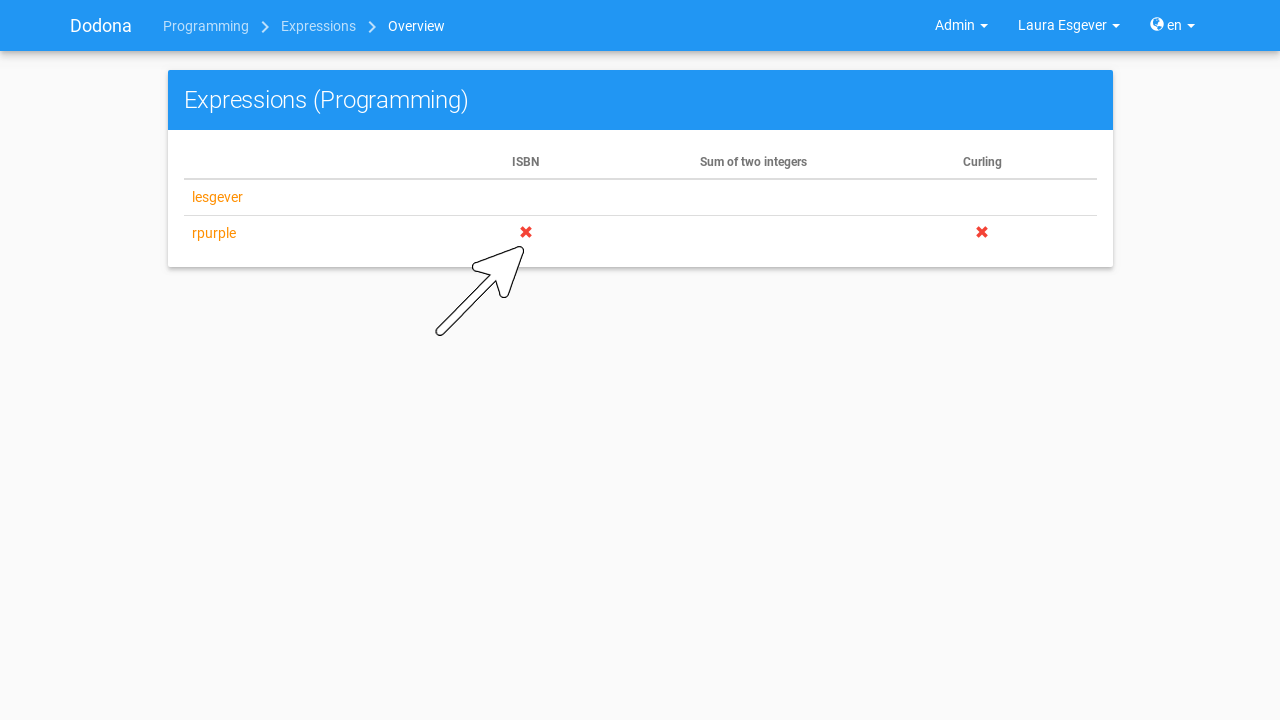 Dodona Programming Expressions Overview Admin Laura Esgever en
Expressions (Programming)
ISBN Sum of two integers Curling
lesgever
rpurple